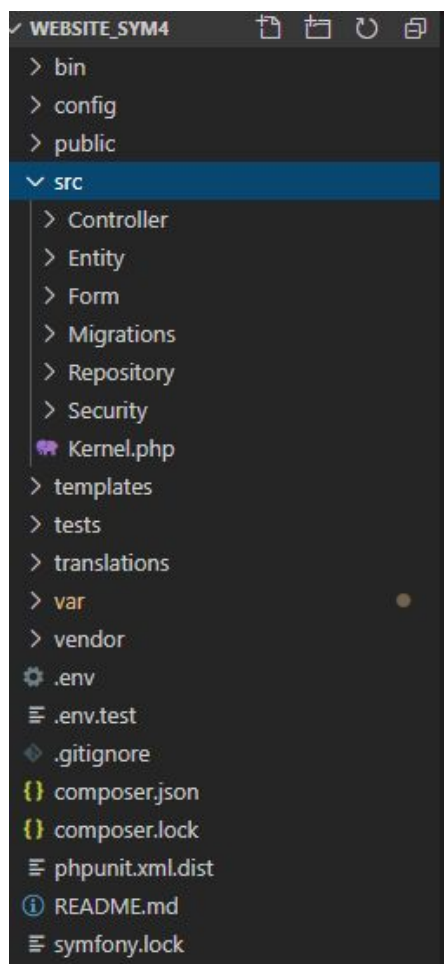 WEBSITE_SYM4
bin
config
public
src
Controller
Entity
Form
Migrations
Repository
Security
Kernel.php
templates
tests
translations
var
vendor
.env
.env.test
.gitignore
composer.json
composer.lock
phpunit.xml.dist
README.md
symfony.lock